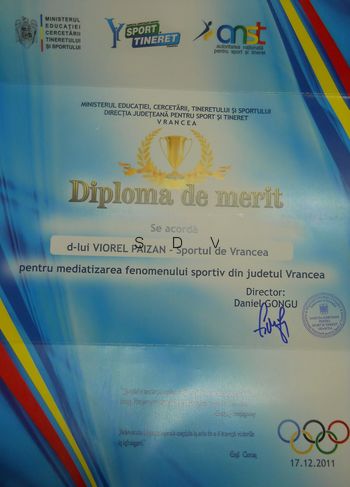 MINISTERUL
EDUCAȚIEI
CERCETĂRII
TINERETULUI
ȘI SPORTULUI
SPORT
TINERET
anst
autoritatea națională
pentru sport și tineret
MINISTERUL EDUCAȚIEI, CERCETĂRII, TINERETULUI ȘI SPORTULUI
DIRECȚIA JUDEȚEANĂ PENTRU SPORT ȘI TINERET
VRANCEA
Diploma de merit
Se acordă
S D V
d-lui VIOREL PAIZAN - Sportul de Vrancea
pentru mediatizarea fenomenului sportiv din judetul Vrancea
Director:
Daniel GONGU
17.12.2011